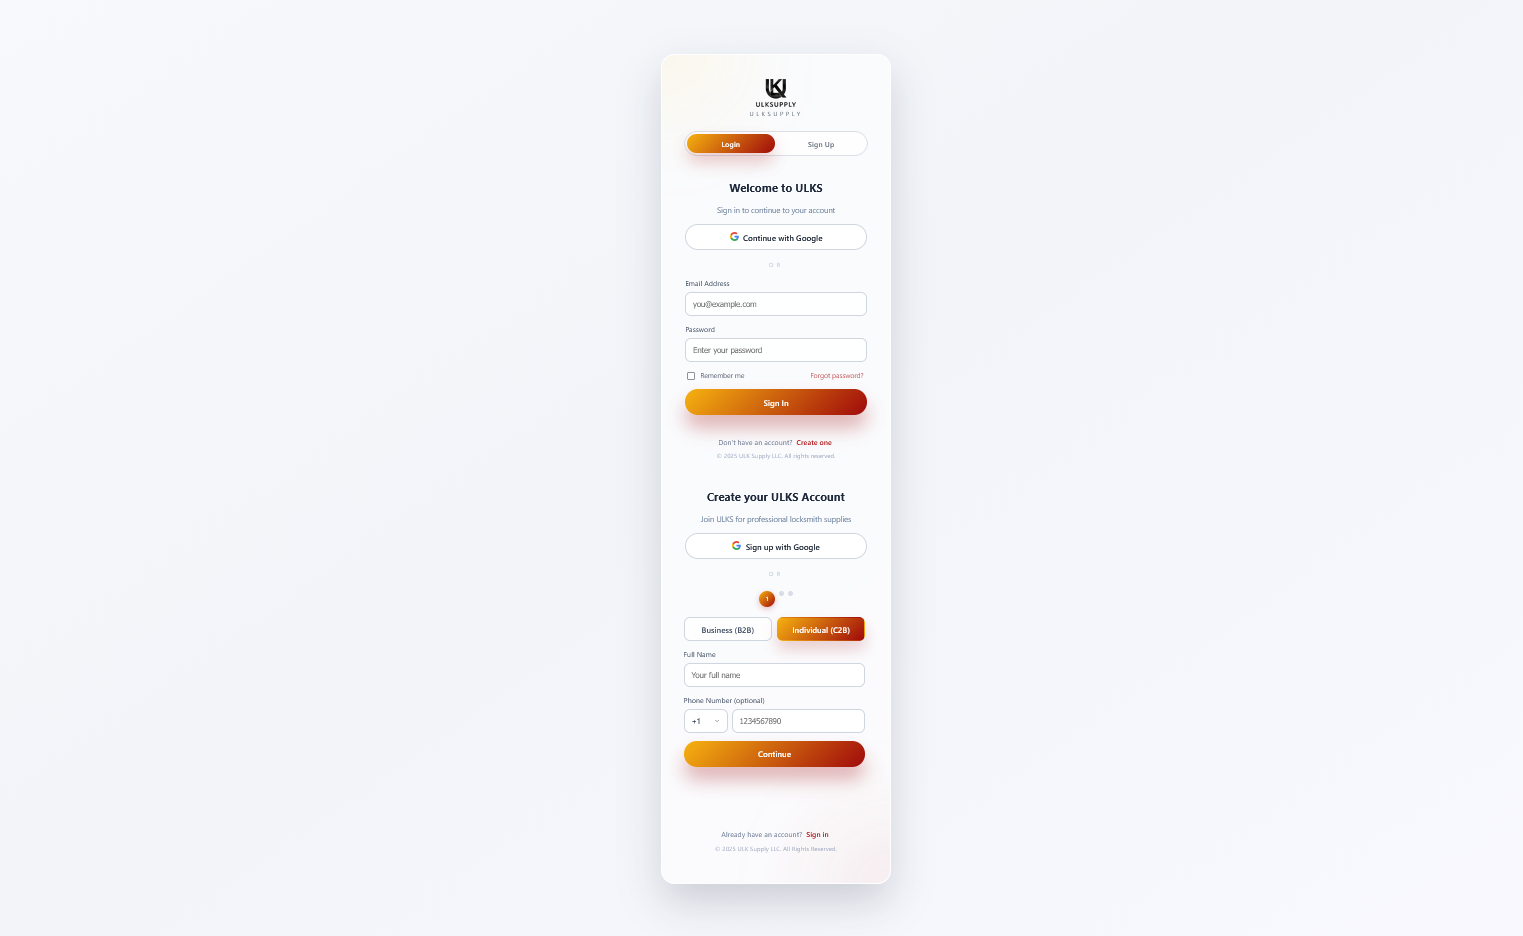 ULKSUPPLY
ULKSUPPLY
Login Sign Up
Welcome to ULKS
Sign in to continue to your account
Continue with Google
OR
Email Address
you@example.com
Password
Enter your password
Remember me Forgot password?
Sign In
Don't have an account? Create one
© 2025 ULK Supply LLC. All rights reserved.
Create your ULKS Account
Join ULKS for professional locksmith supplies
Sign up with Google
OR
1
Business (B2B) Individual (C2B)
Full Name
Your full name
Phone Number (optional)
+1 1234567890
Continue
Already have an account? Sign in
© 2025 ULK Supply LLC. All Rights Reserved.